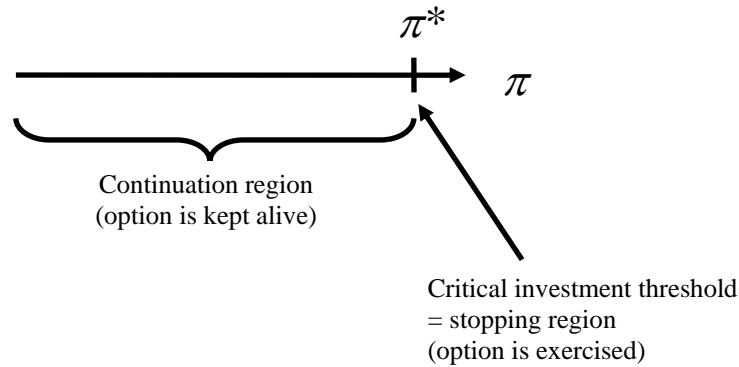 π*
π
Continuation region
(option is kept alive)
Critical investment threshold
= stopping region
(option is exercised)